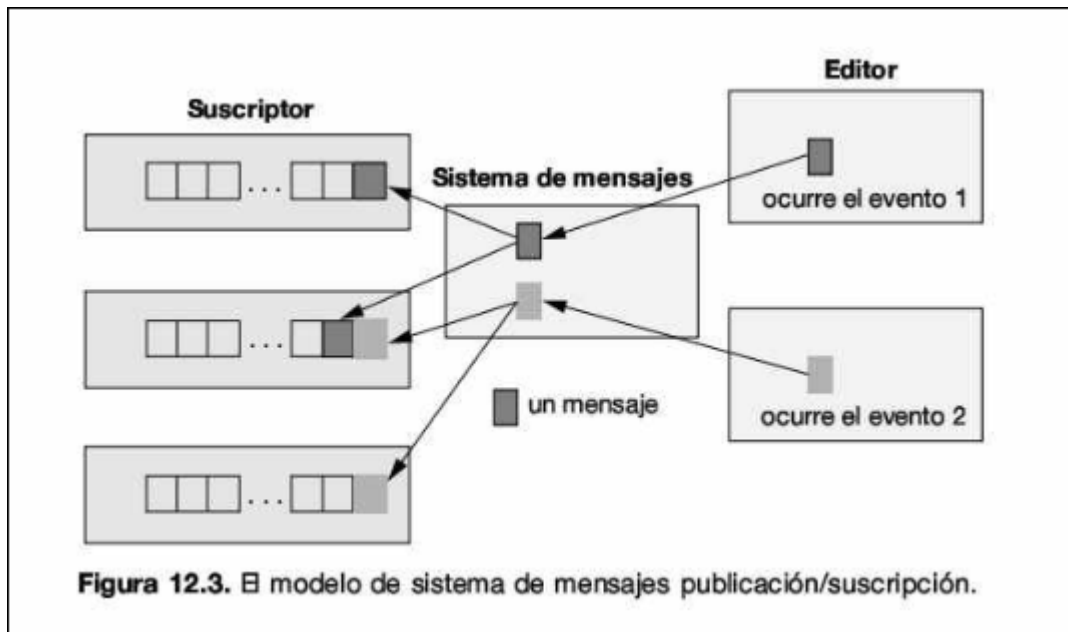 Editor
Suscriptor
Sistema de mensajes
ocurre el evento 1
un mensaje
ocurre el evento 2
Figura 12.3. El modelo de sistema de mensajes publicación/suscripción.